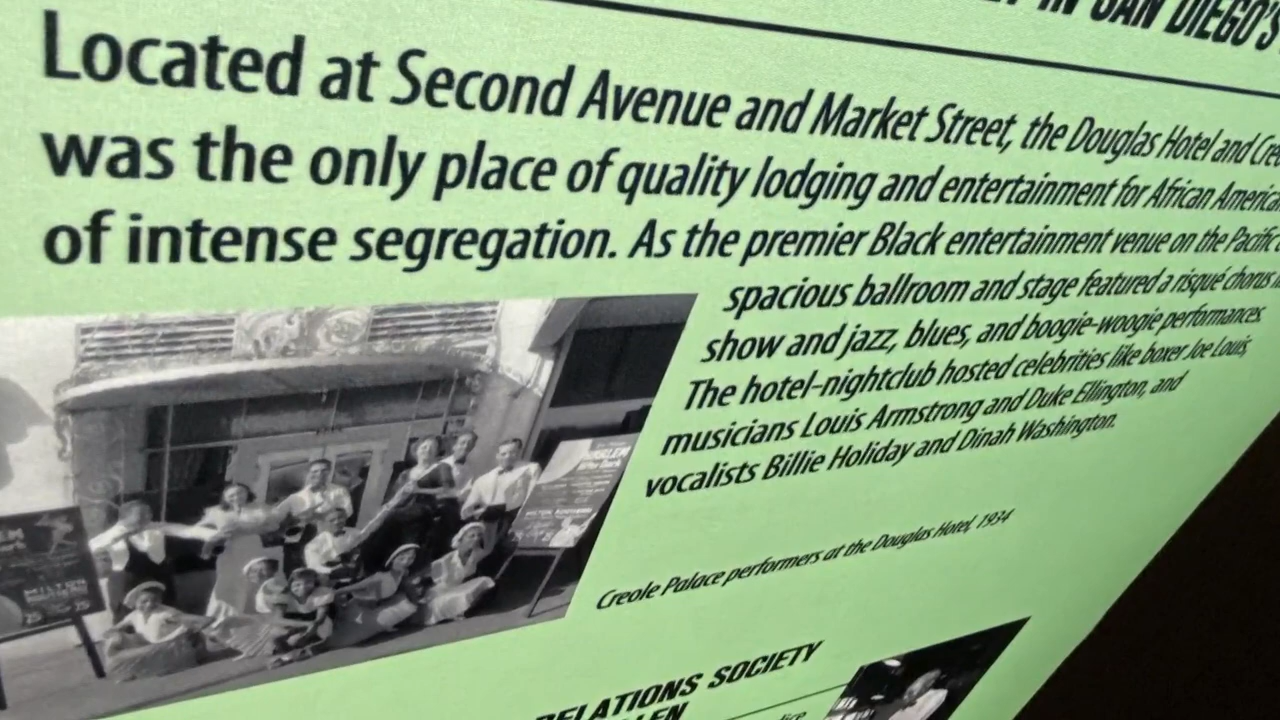 IN SAN DIEGO'S
Located at Second Avenue and Market Street, the Douglas Hotel and Cre
was the only place of quality lodging and entertainment for African America
of intense segregation. As the premier Black entertainment venue on the Pacific
spacious ballroom and stage featured a risqué chorus
show and jazz, blues, and boogie-woogie performances.
The hotel-nightclub hosted celebrities like boxer Joe Louis,
musicians Louis Armstrong and Duke Ellington, and
vocalists Billie Holiday and Dinah Washington.
Creole Palace performers at the Douglas Hotel, 1934
RELATIONS SOCIETY
LEN